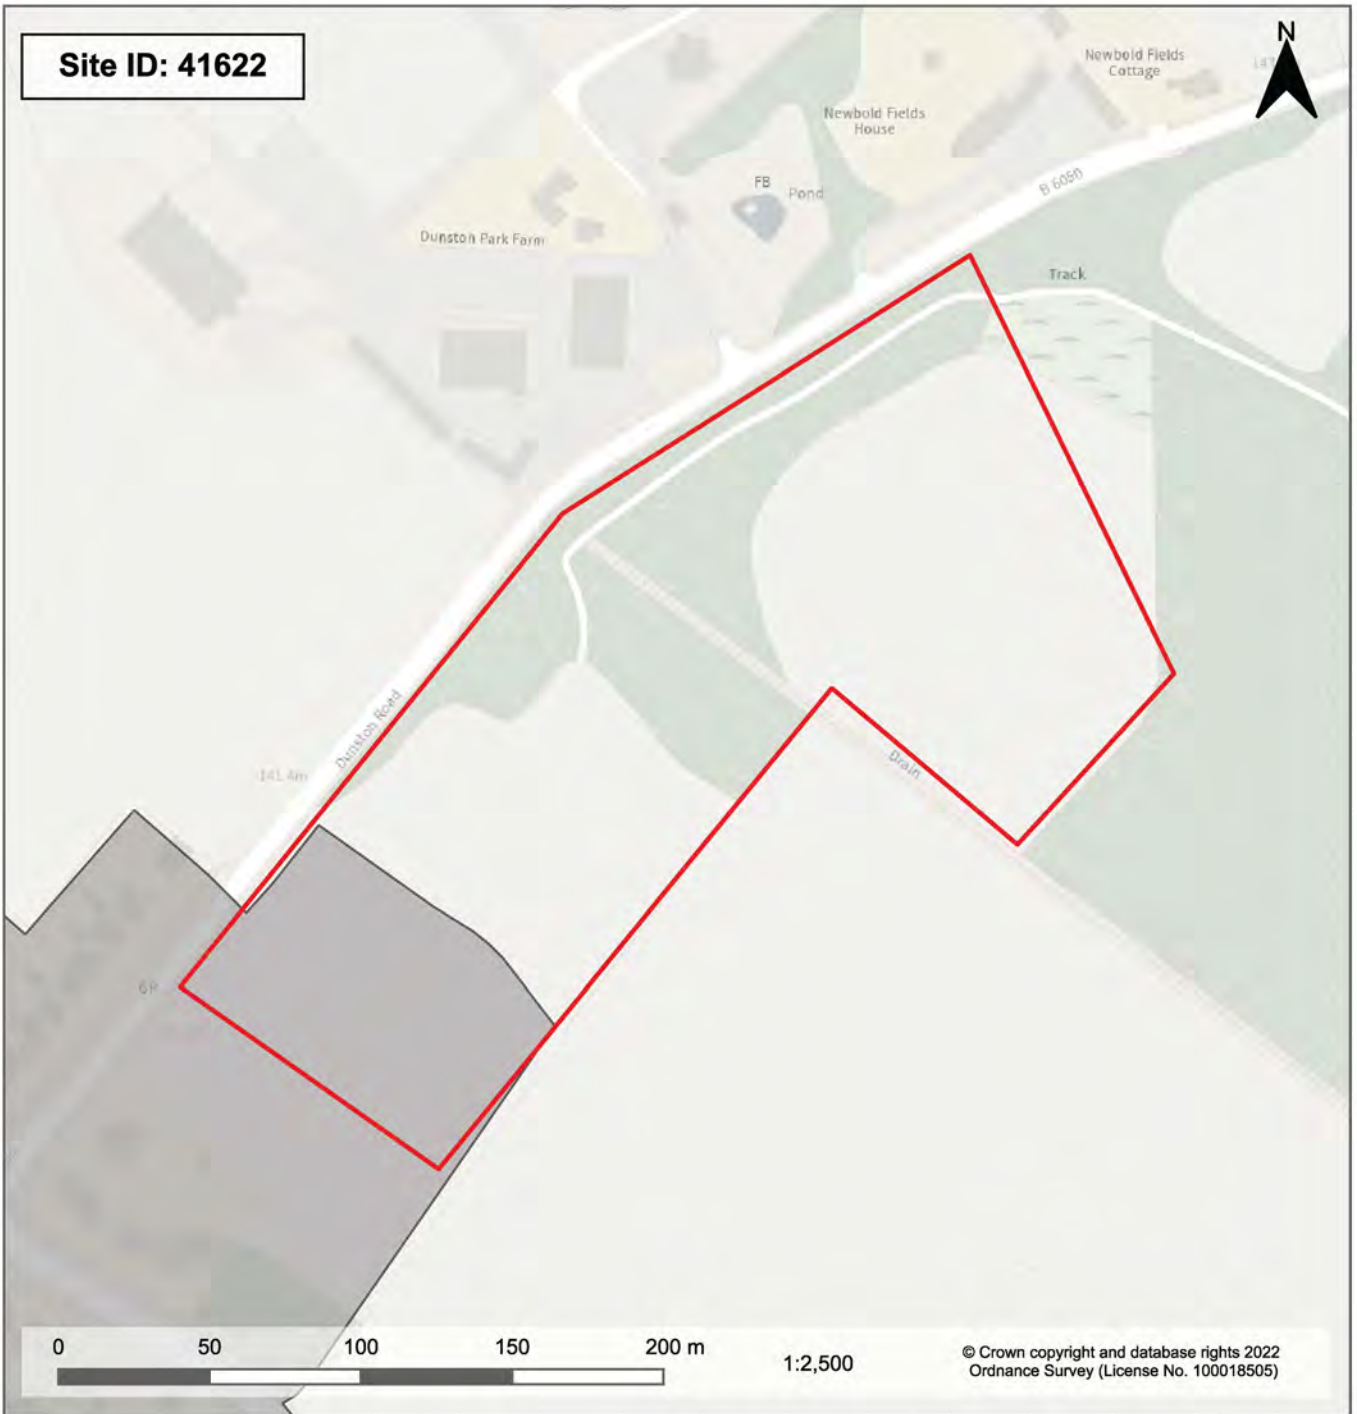 Site ID: 41622
N
Newbold Fields
Cottage
Newbold Fields
House
B 6050
FB
Pond
Dunston Park Farm
Track
Dunston Road
141.4m
Drain
0 50 100 150 200 m
1:2,500
© Crown copyright and database rights 2022
Ordnance Survey (License No. 100018505)